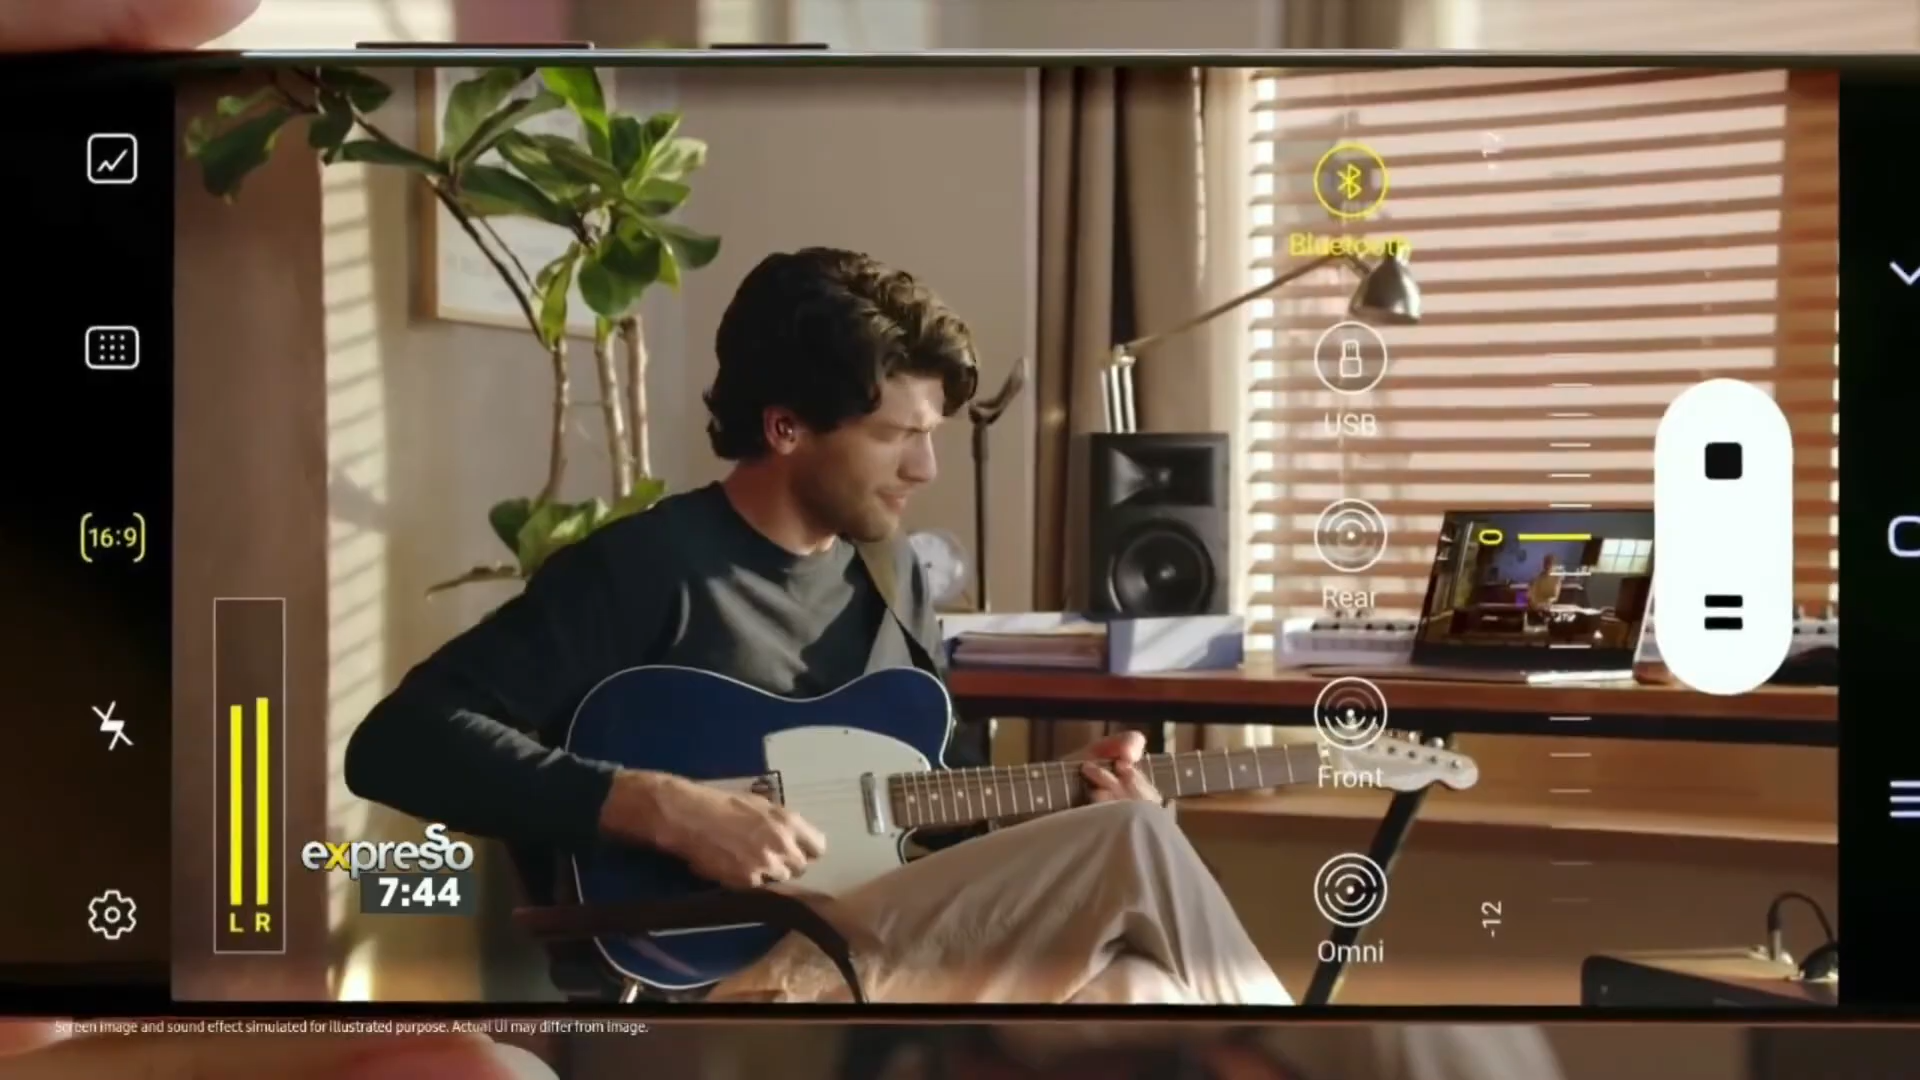 Bluetooth
USB
16:9
0
Rear
Front
expresso
7:44
L R
-12
Omni
Screen image and sound effect simulated for illustrated purpose. Actual UI may differ from image.